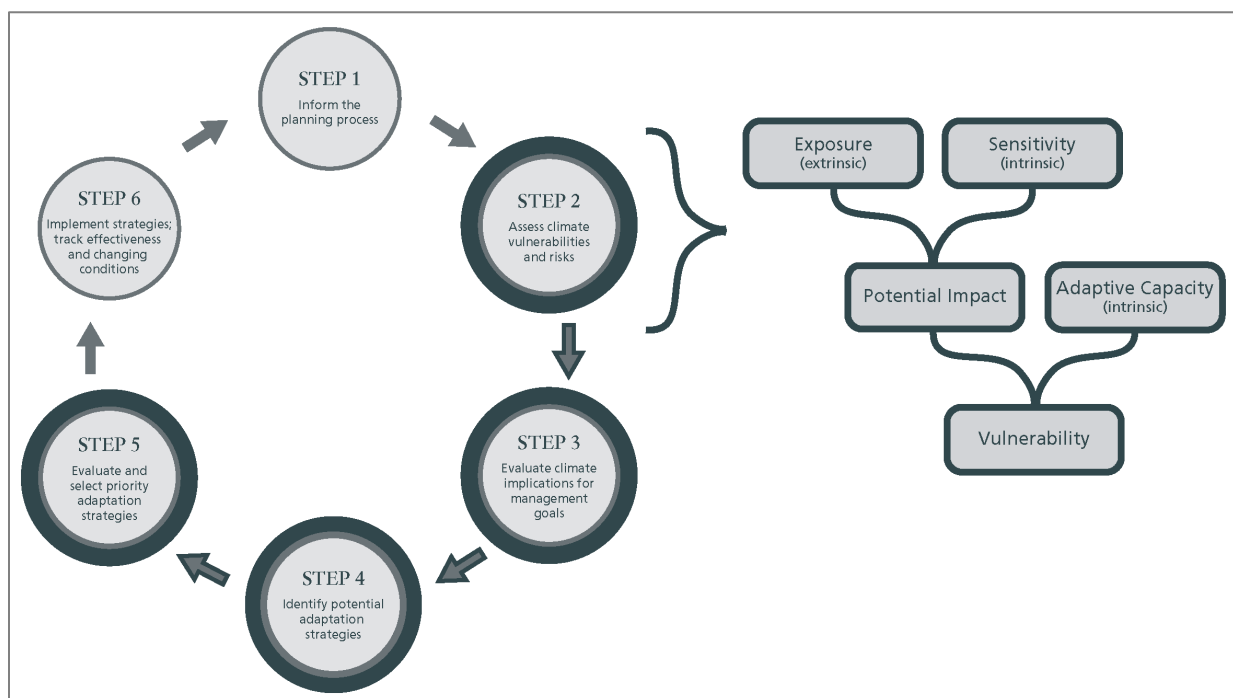 STEP 1
Inform the
planning process
STEP 2
Assess climate
vulnerabilities
and risks
STEP 3
Evaluate climate
implications for
management
goals
STEP 4
Identify potential
adaptation
strategies
STEP 5
Evaluate and
select priority
adaptation
strategies
STEP 6
Implement strategies;
track effectiveness
and changing
conditions
Exposure
(extrinsic)
Sensitivity
(intrinsic)
Potential Impact
Adaptive Capacity
(intrinsic)
Vulnerability